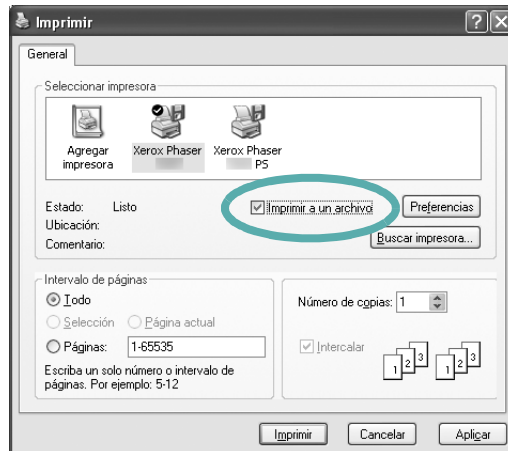 Imprimir
General
Seleccionar impresora
Agregar impresora
Xerox Phaser
Xerox Phaser PS
Estado: Listo
Imprimir a un archivo
Preferencias
Ubicación:
Comentario:
Buscar impresora...
Intervalo de páginas
Todo
Selección Página actual
Páginas: 1-65535
Escriba un solo número o intervalo de
páginas. Por ejemplo: 5-12
Número de copias: 1
Intercalar
1 2 3 1 2 3
Imprimir Cancelar Aplicar